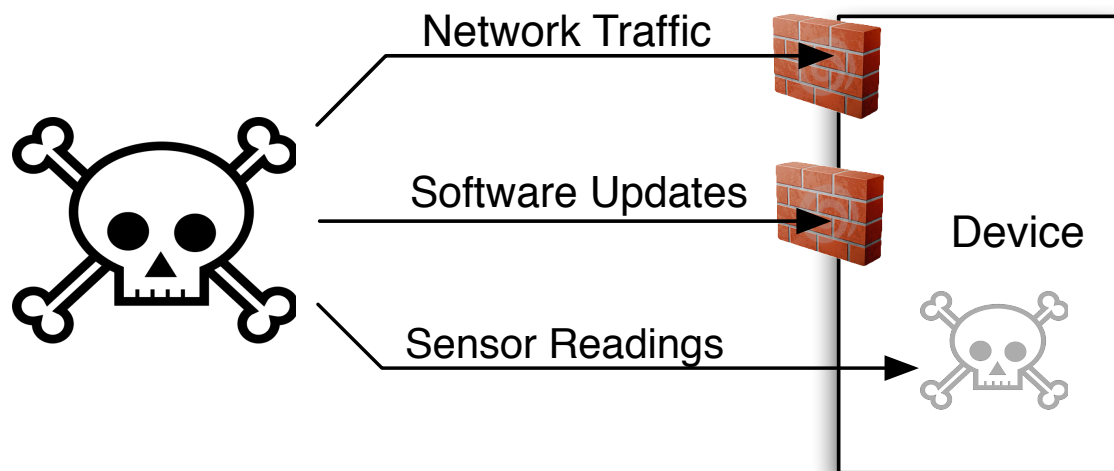 Network Traffic
Software Updates
Device
Sensor Readings